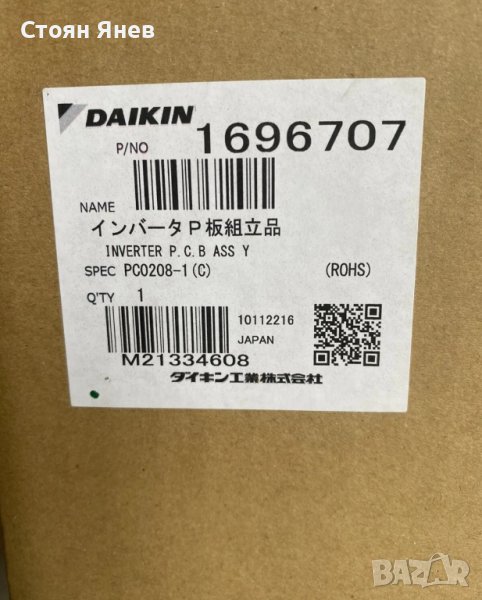 Стоян Янев
DAIKIN
P/NO 1696707
NAME
インバータP板組立品
INVERTER P.C.B ASS Y
SPEC PC0208-1(C) (ROHS)
Q'TY 1
10112216
JAPAN
M21334608
ダイキン工業株式会社
BAZAR